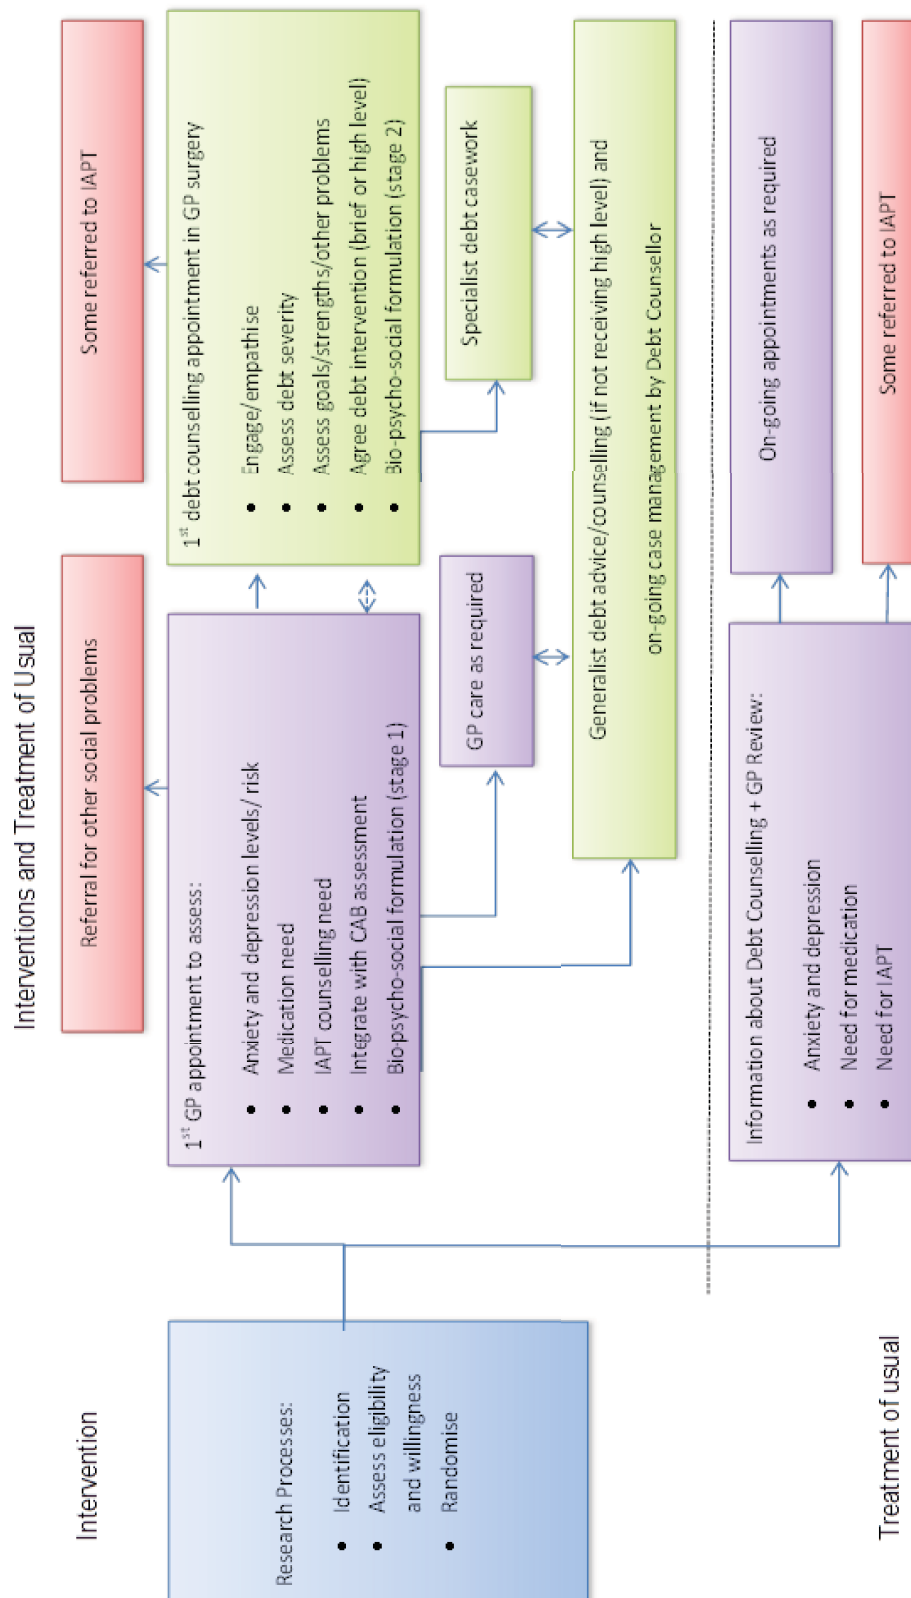 Interventions and Treatment of Usual
Intervention
Research Processes:
• Identification
• Assess eligibility
and willingness
• Randomise
Referral for other social problems
1st GP appointment to assess:
• Anxiety and depression levels/ risk
• Medication need
• IAPT counselling need
• Integrate with CAB assessment
• Bio-psycho-social formulation (stage 1)
Some referred to IAPT
1st debt counselling appointment in GP surgery
• Engage/empathise
• Assess debt severity
• Assess goals/strengths/other problems
• Agree debt intervention (brief or high level)
• Bio-psycho-social formulation (stage 2)
GP care as required
Specialist debt casework
Generalist debt advice/counselling (if not receiving high level) and
on-going case management by Debt Counsellor
Treatment of usual
Information about Debt Counselling + GP Review:
• Anxiety and depression
• Need for medication
• Need for IAPT
On-going appointments as required
Some referred to IAPT